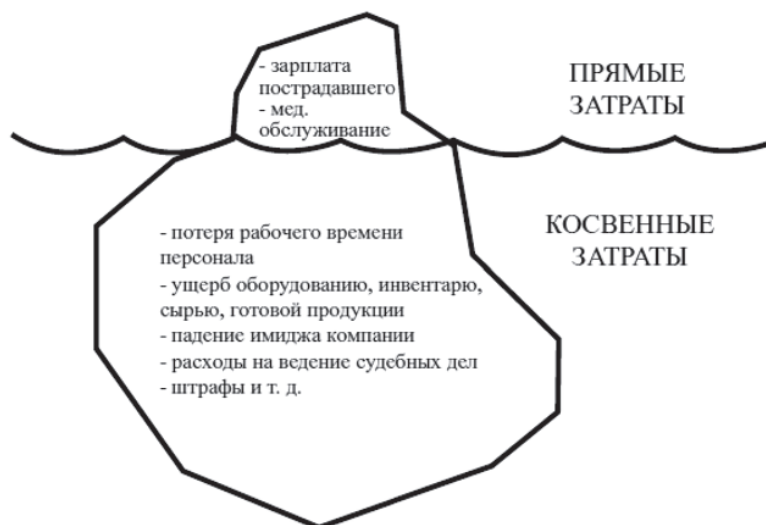 - зарплата
пострадавшего
- мед.
обслуживание
ПРЯМЫЕ
ЗАТРАТЫ
- потеря рабочего времени
персонала
- ущерб оборудованию, инвентарю,
сырью, готовой продукции
- падение имиджа компании
- расходы на ведение судебных дел
- штрафы и т. д.
КОСВЕННЫЕ
ЗАТРАТЫ